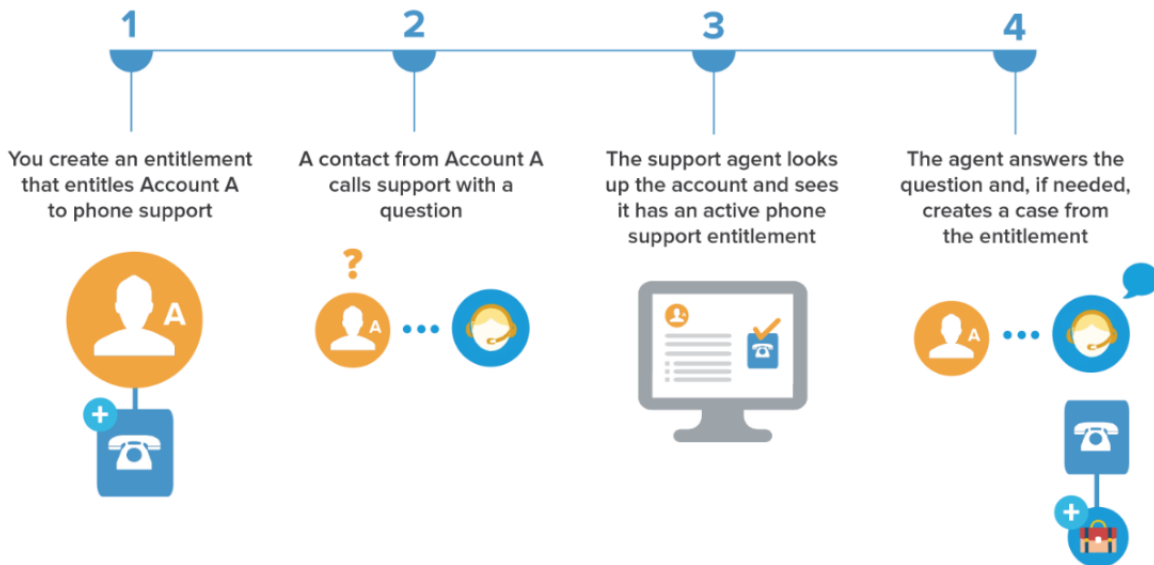 1
You create an entitlement
that entitles Account A
to phone support
A
2
A contact from Account A
calls support with a
question
?
A
3
The support agent looks
up the account and sees
it has an active phone
support entitlement
4
The agent answers the
question and, if needed,
creates a case from
the entitlement
A